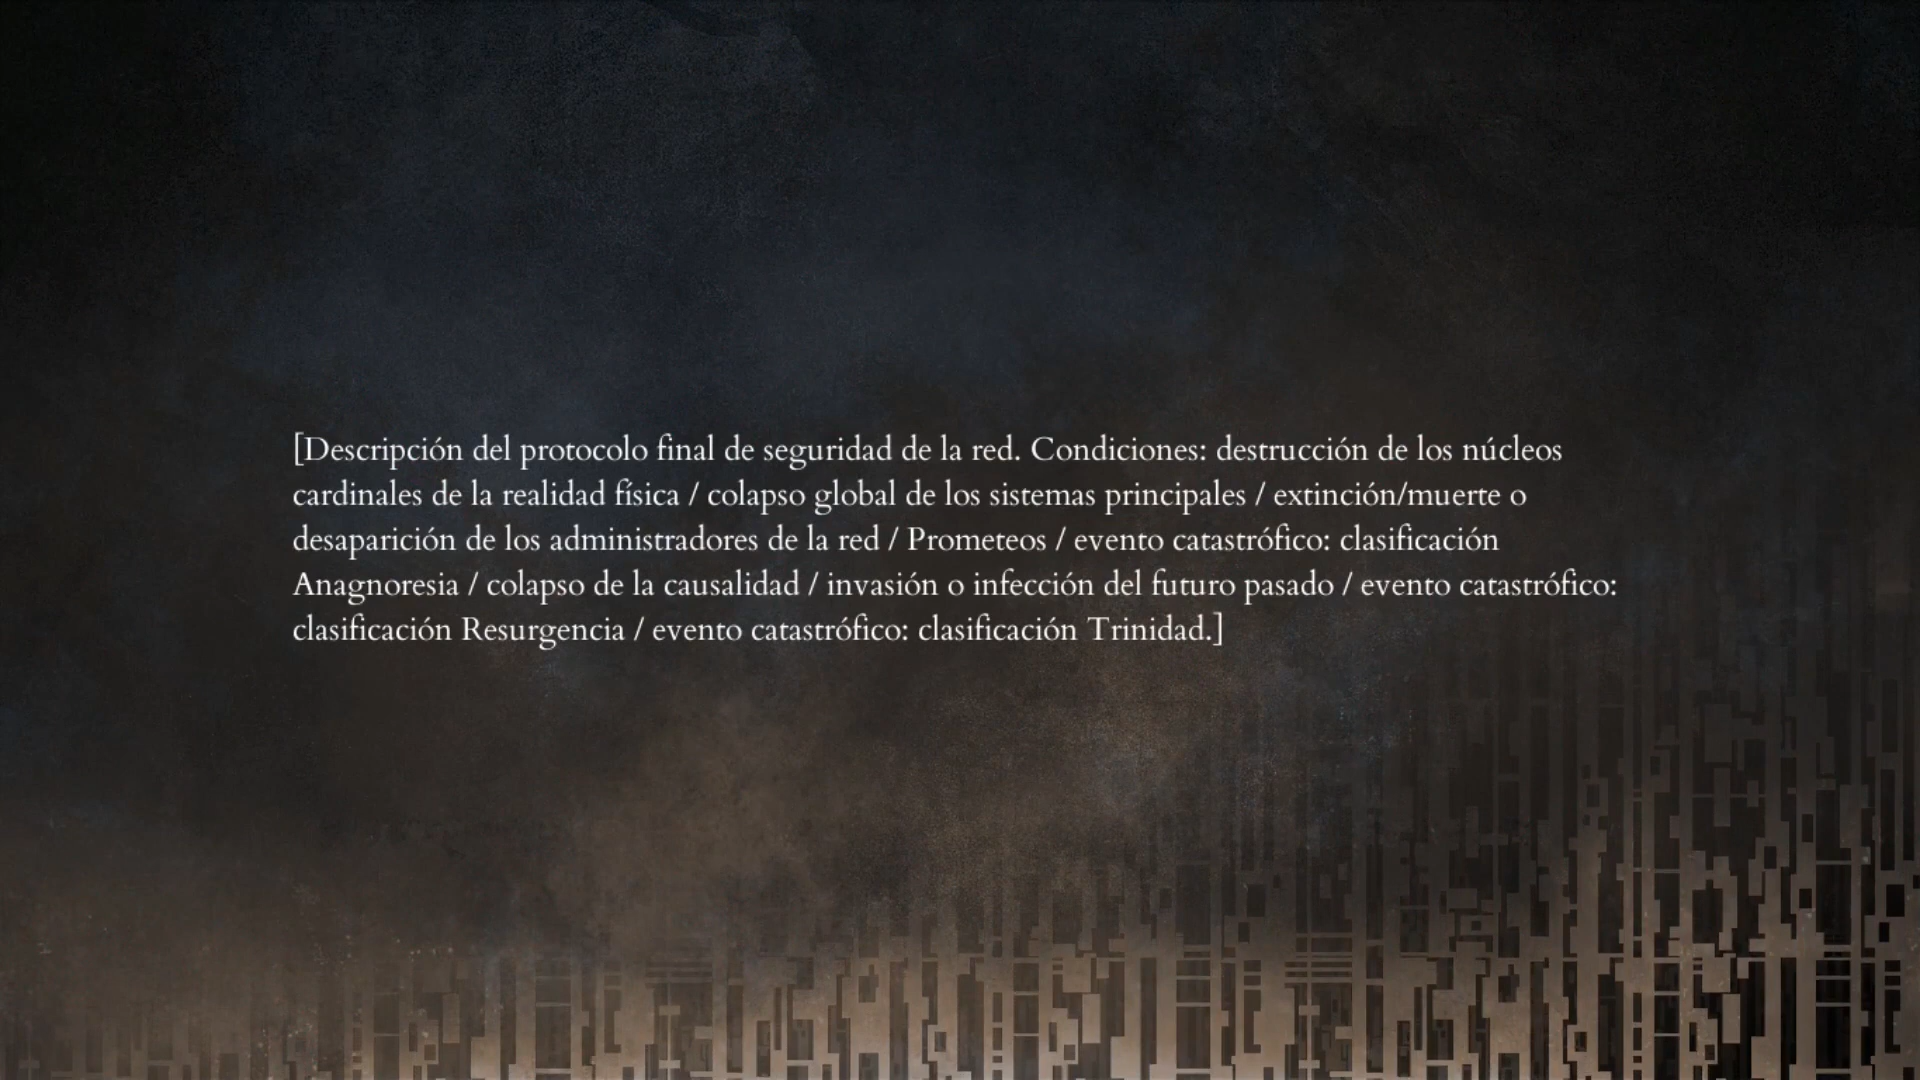 [Descripción del protocolo final de seguridad de la red. Condiciones: destrucción de los núcleos
cardinales de la realidad física / colapso global de los sistemas principales / extinción/muerte o
desaparición de los administradores de la red / Prometeos / evento catastrófico: clasificación
Anagnoresia / colapso de la causalidad / invasión o infección del futuro pasado / evento catastrófico:
clasificación Resurgencia / evento catastrófico: clasificación Trinidad.]